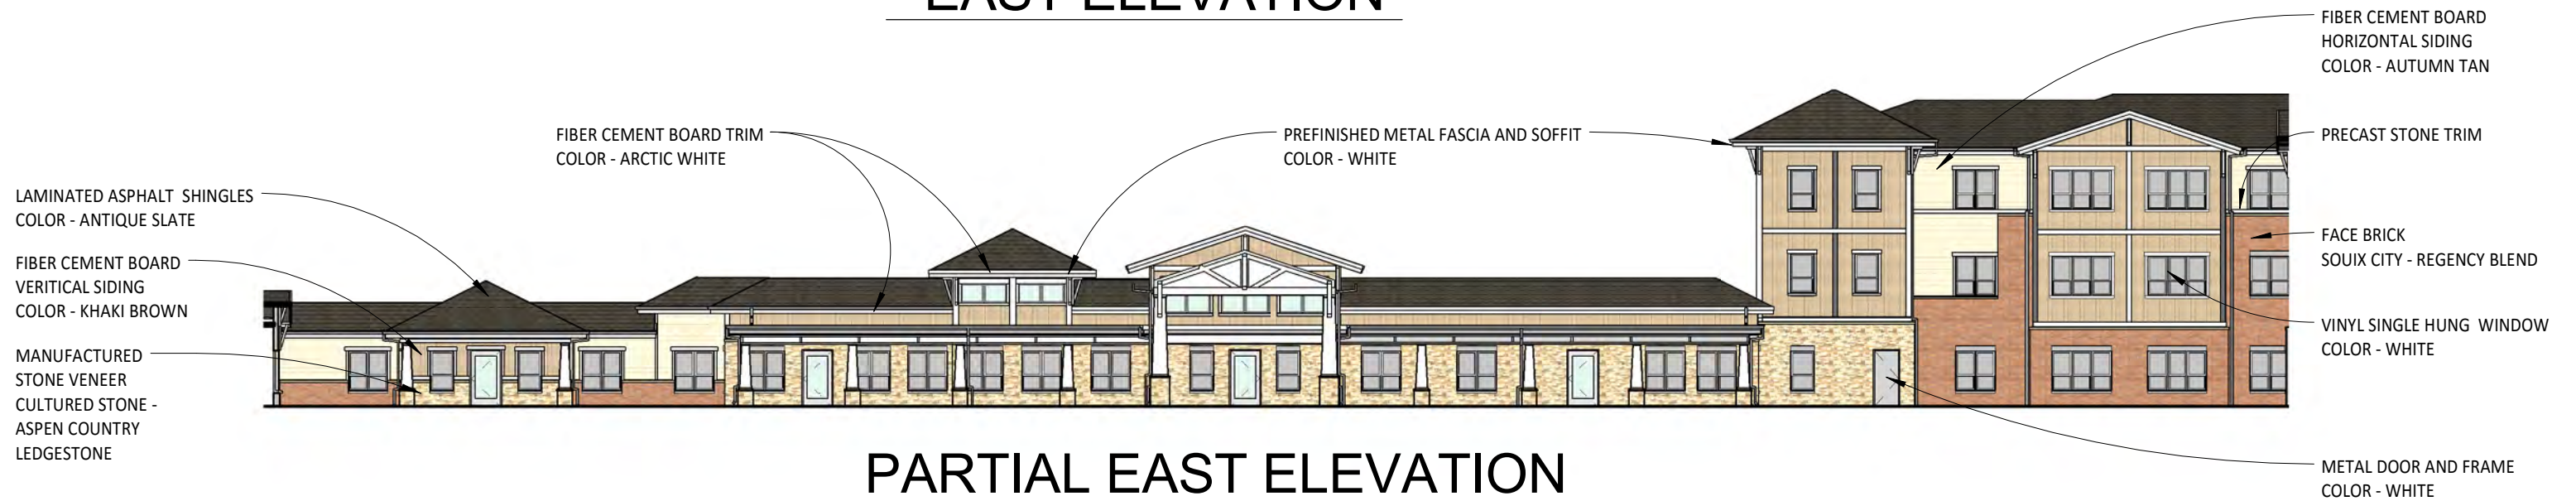 EAST ELEVATION
FIBER CEMENT BOARD
HORIZONTAL SIDING
COLOR - AUTUMN TAN
FIBER CEMENT BOARD TRIM
COLOR - ARCTIC WHITE
PREFINISHED METAL FASCIA AND SOFFIT
COLOR - WHITE
PRECAST STONE TRIM
LAMINATED ASPHALT SHINGLES
COLOR - ANTIQUE SLATE
FACE BRICK
SOUIX CITY - REGENCY BLEND
FIBER CEMENT BOARD
VERITICAL SIDING
COLOR - KHAKI BROWN
VINYL SINGLE HUNG WINDOW
COLOR - WHITE
MANUFACTURED
STONE VENEER
CULTURED STONE -
ASPEN COUNTRY
LEDGESTONE
METAL DOOR AND FRAME
COLOR - WHITE
PARTIAL EAST ELEVATION